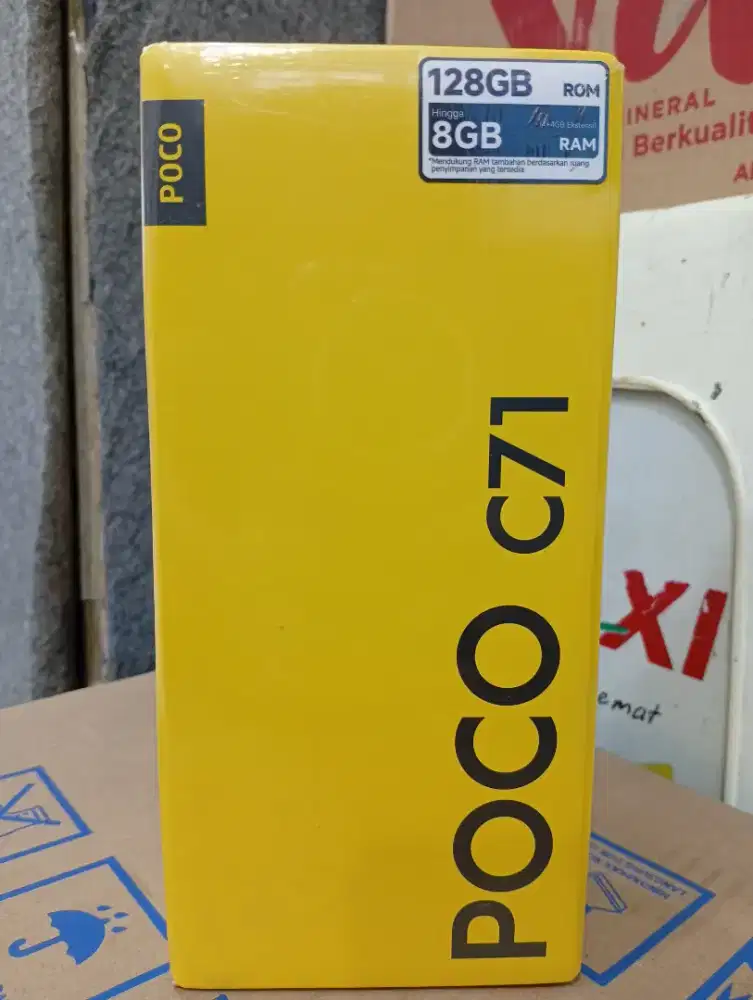 POCO
128GB ROM
Hingga
8GB RAM
*Mendukung RAM tambahan berdasarkan ruang
penyimpanan yang tersedia
POCO C71
INERAL
Berkualit
XI
emat